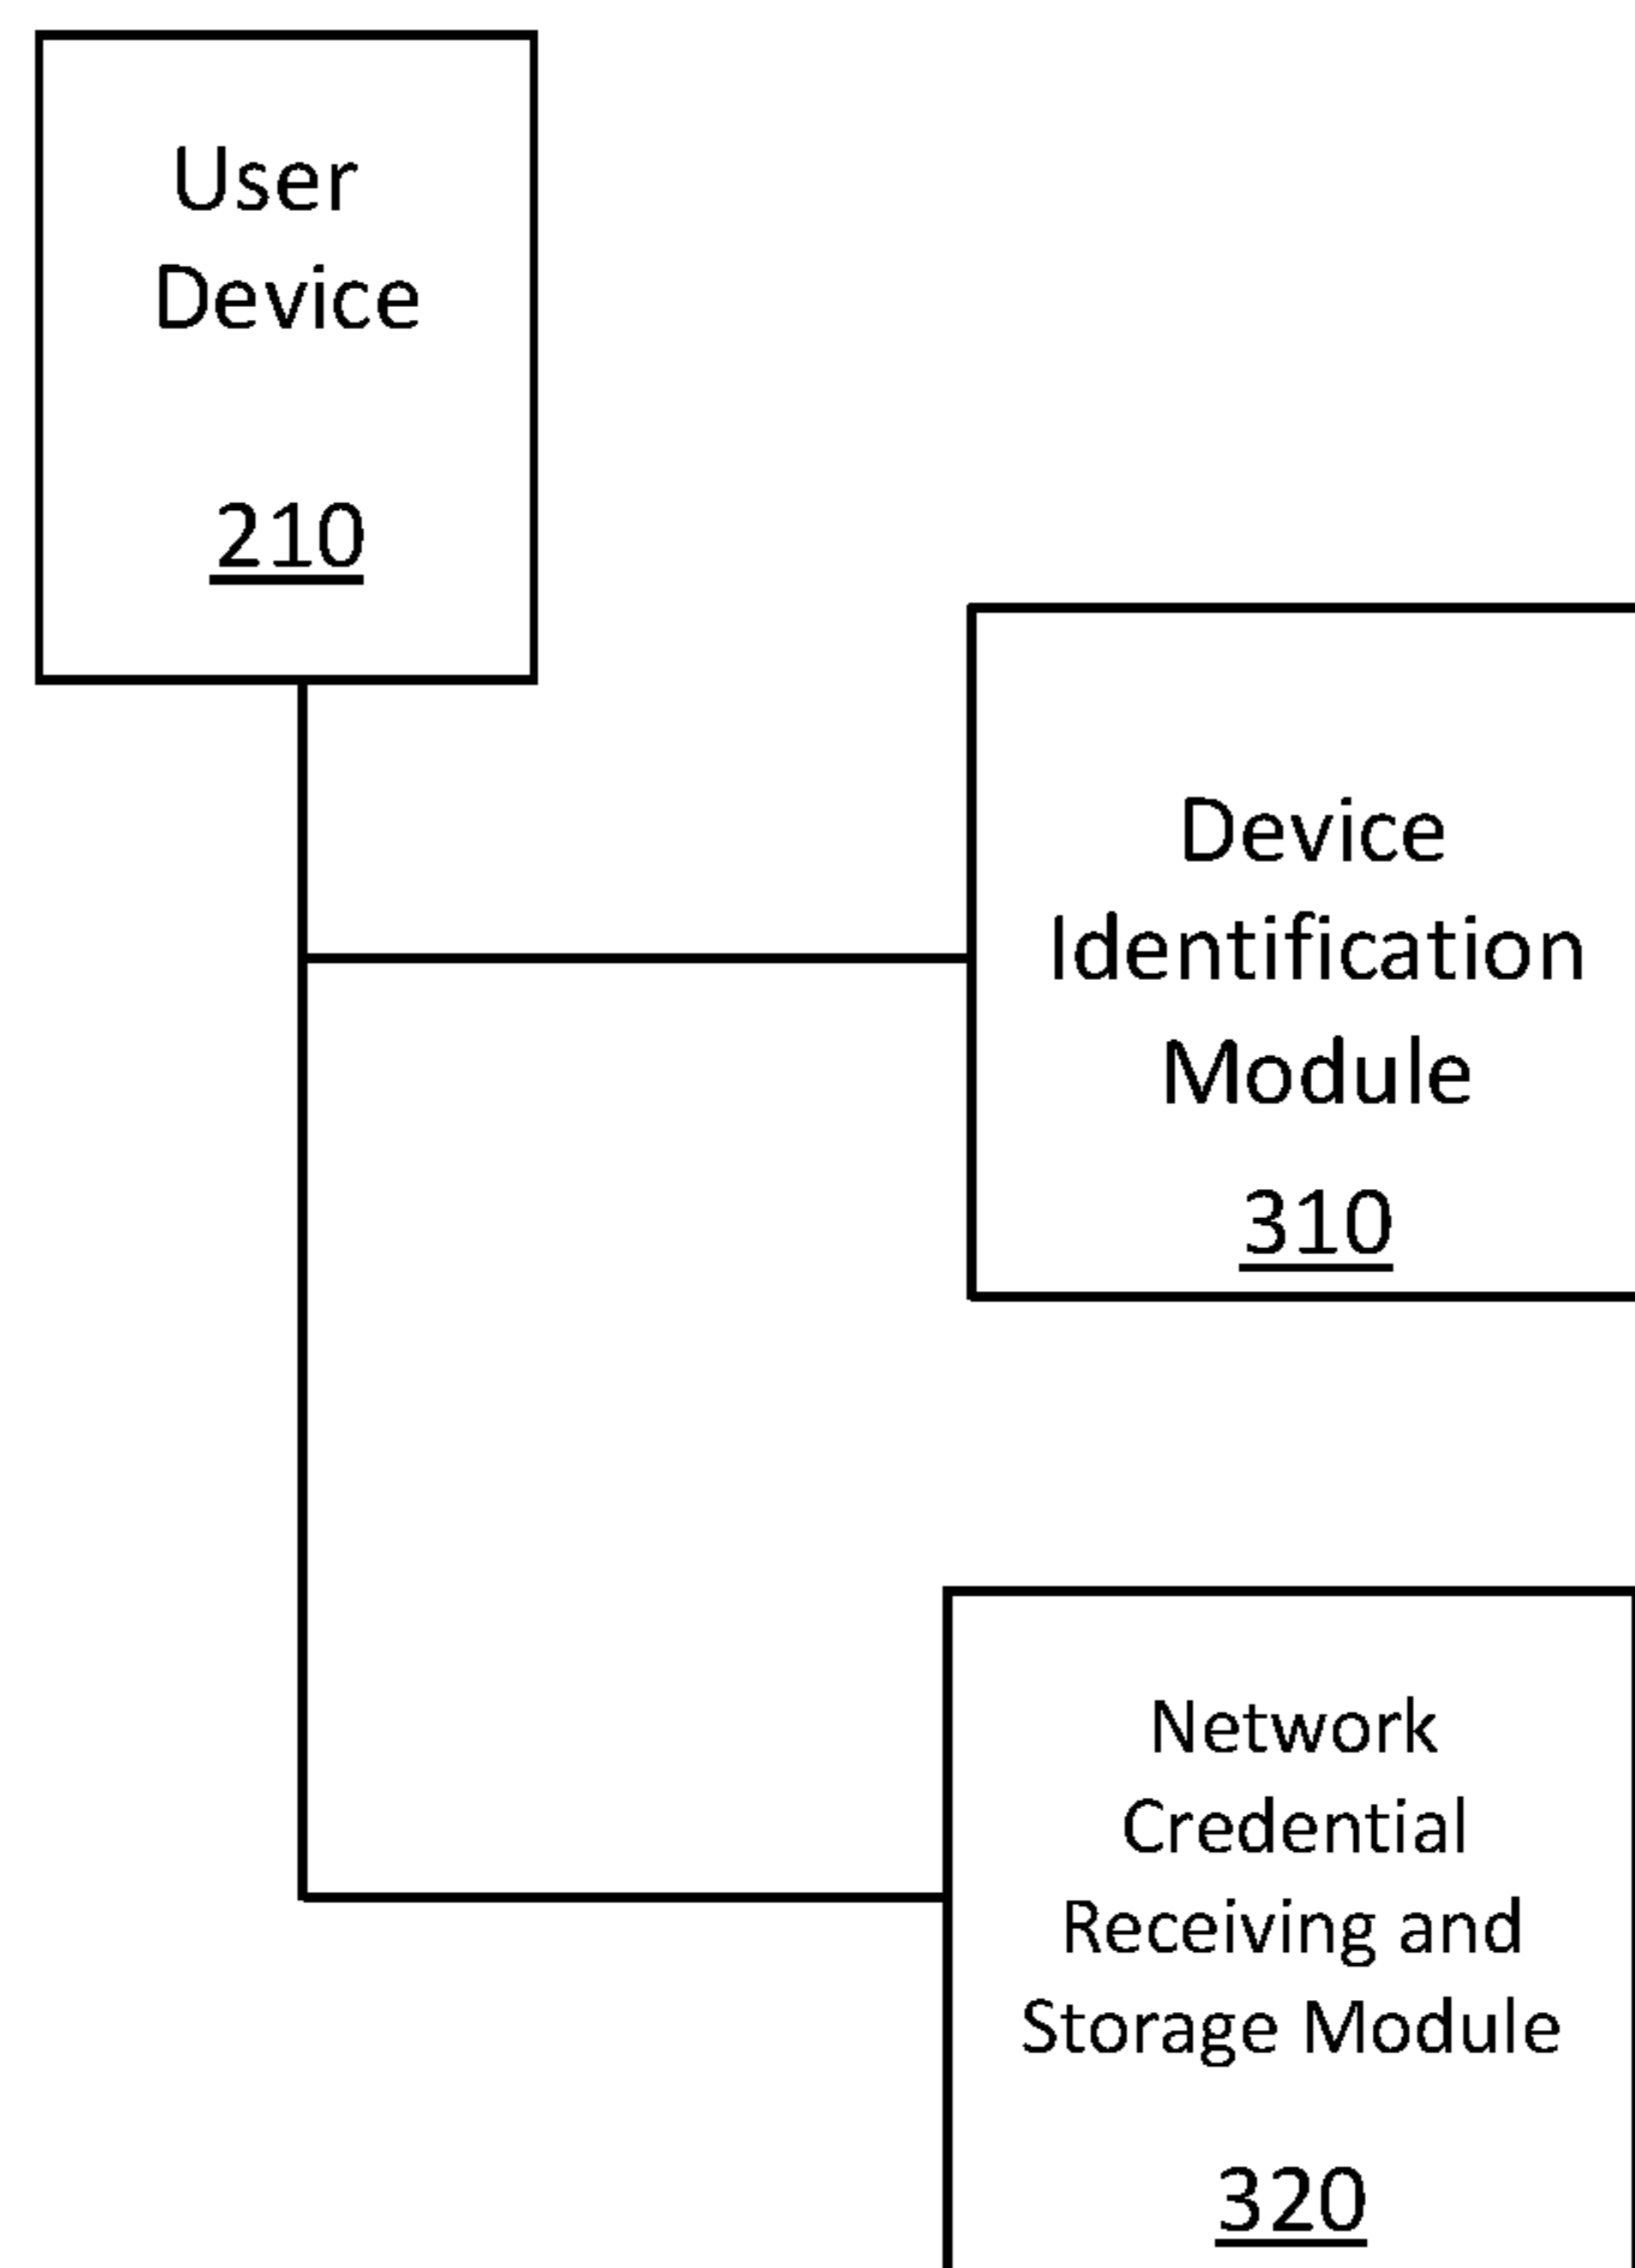 User
Device
210
Device
Identification
Module
310
Network
Credential
Receiving and
Storage Module
320